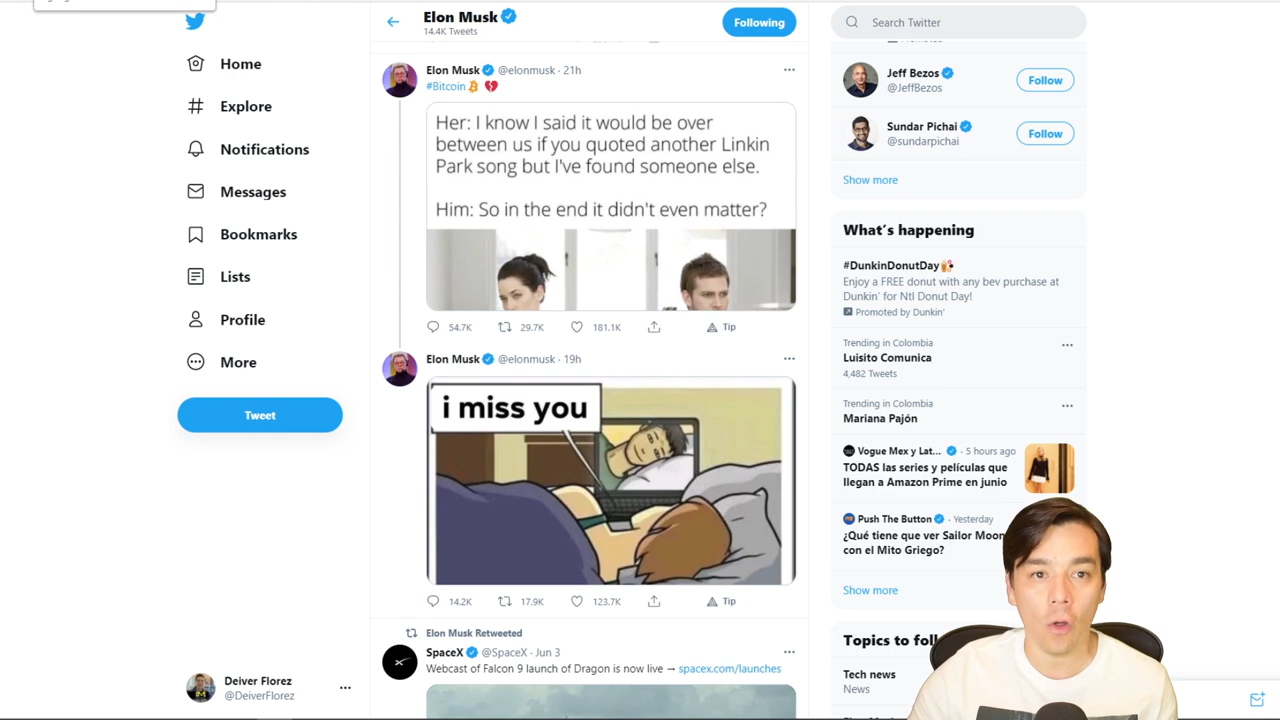 Home
Explore
Notifications
Messages
Bookmarks
Lists
Profile
More
Tweet
Deiver Florez
@DeiverFlorez
Elon Musk
14.4K Tweets
Following
Elon Musk @elonmusk · 21h
#Bitcoin 💔
Her: I know I said it would be over
between us if you quoted another Linkin
Park song but I've found someone else.
Him: So in the end it didn't even matter?
54.7K 29.7K 181.1K Tip
Elon Musk @elonmusk · 19h
i miss you
14.2K 17.9K 123.7K Tip
Elon Musk Retweeted
SpaceX @SpaceX · Jun 3
Webcast of Falcon 9 launch of Dragon is now live → spacex.com/launches
Search Twitter
Jeff Bezos
@JeffBezos
Follow
Sundar Pichai
@sundarpichai
Follow
Show more
What's happening
#DunkinDonutDay
Enjoy a FREE donut with any bev purchase at
Dunkin' for Ntl Donut Day!
Promoted by Dunkin'
Trending in Colombia
Luisito Comunica
4,482 Tweets
Trending in Colombia
Mariana Pajón
Vogue Mex y Lat... · 5 hours ago
TODAS las series y películas que
llegan a Amazon Prime en junio
Push The Button · Yesterday
¿Qué tiene que ver Sailor Moon
con el Mito Griego?
Show more
Topics to foll
Tech news
News